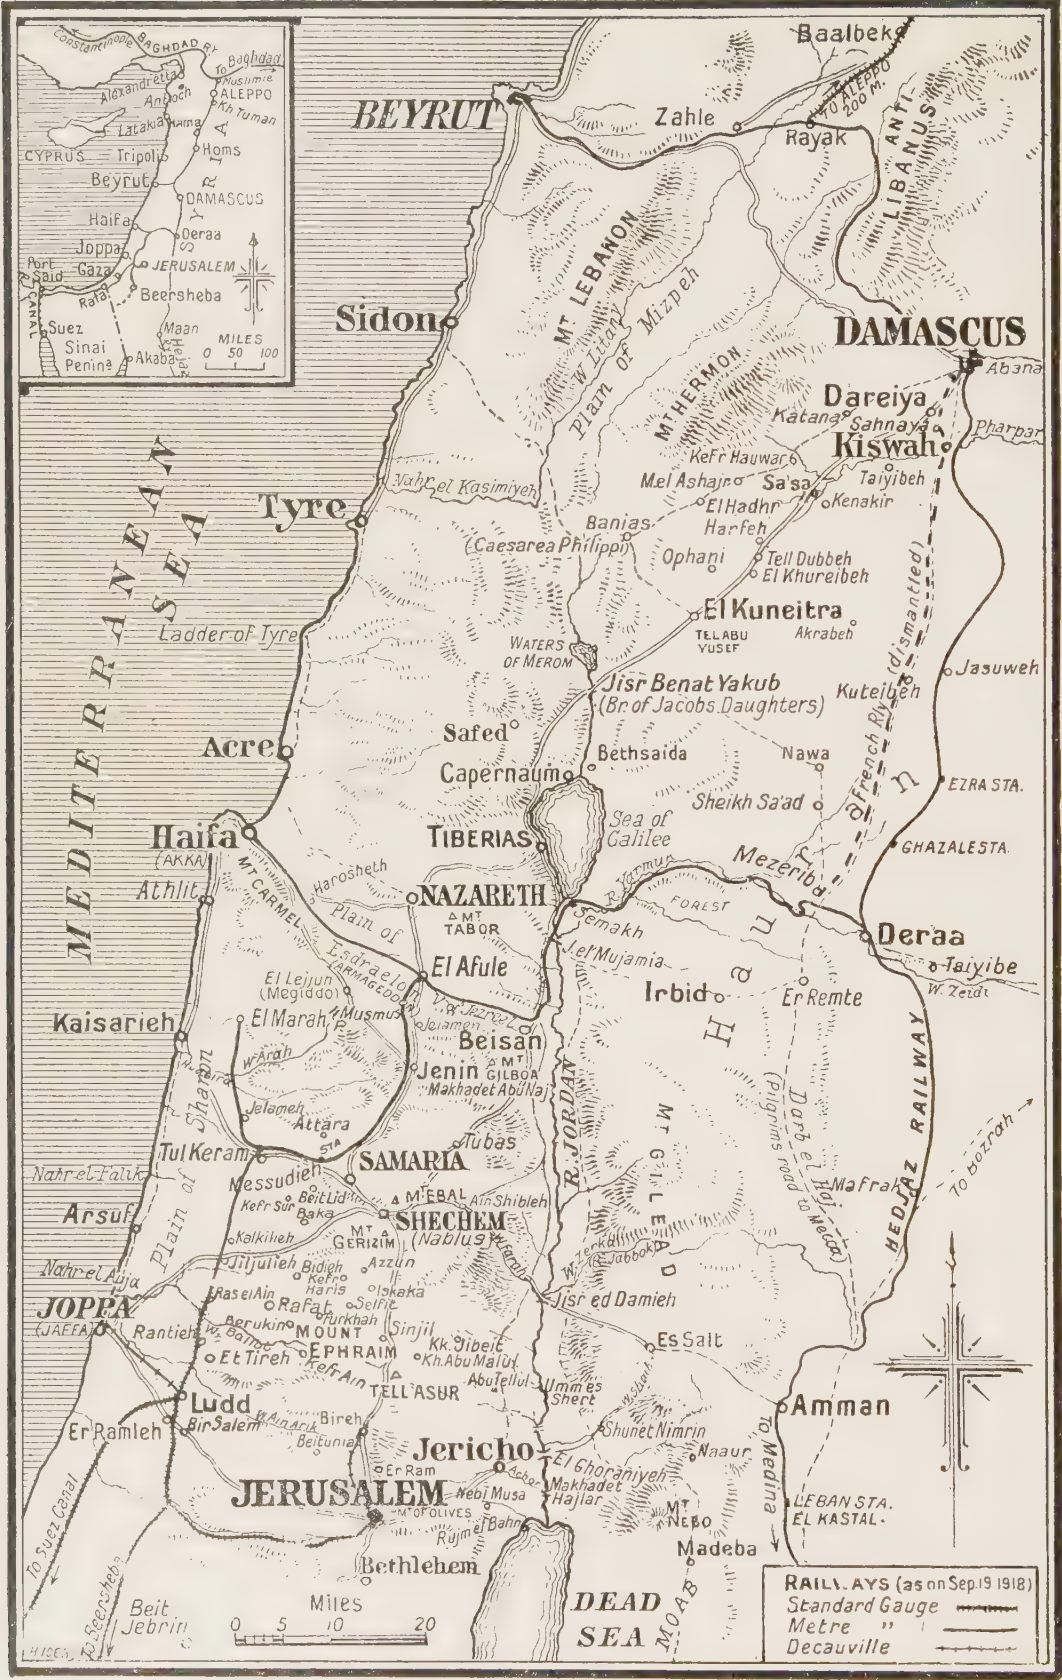 Constantinople
BAGHDAD RY
To Baghdad
Muslimie
Alexandretta
ALEPPO
Antioch
Kh Tuman
Latakia
Hama
CYPRUS
Tripoli
Homs
Beyrut
SYRIA
DAMASCUS
Haifa
Deraa
Joppa
Port Said
Gaza
JERUSALEM
Rafa
Beersheba
CANAL
Suez
Maan
Sinai
Penina
Akaba
Hejaz
MILES
0 50 100
Baalbek
BEYRUT
Zahle
TO ALEPPO
200 M.
Rayak
ANTI
LIBANUS
MT LEBANON
W Litany
Plain of Mizpeh
Sidon
DAMASCUS
Abana
MT HERMON
Dareiya
Katana
Sahnaya
Pharpar
Kiswah
Kefr Hauwar
Taiyibeh
Nahr el Kasimiyeh
M.el Ashajr
Sa'sa
El Hadhr
Kenakir
Tyre
Banias
(Caesarea Philippi)
Harfeh
Ophani
Tell Dubbeh
El Khureibeh
MEDITERRANEAN
SEA
El Kuneitra
TEL ABU
YUSEF
Akrabeh
Ladder of Tyre
WATERS
OF MEROM
French Rly (dismantled)
Jasuweh
Jisr Benat Yakub
(Br. of Jacobs Daughters)
Kuteibeh
Safed
Acre
Bethsaida
Nawa
Capernaum
EZRA STA.
Sheikh Sa'ad
Haifa
(AKKA)
TIBERIAS
Sea of
Galilee
GHAZALE STA.
Mezerib
R. Yarmuk
MT CARMEL
Harosheth
Athlit
NAZARETH
FOREST
Hauran
Plain of
Esdraelon
(ARMAGEDDON)
MT
TABOR
Semakh
Deraa
J.el Mujamia
El Afule
Taiyibe
W. Zeidi
El Lejjun
(Megiddo)
V. of Jezreel
Irbid
Er Remte
Kaisarieh
El Marah
Musmus
Beisan
MT
GILBOA
W. Arah
Jenin
Makhadet Abu Naj
R. JORDAN
Plain of Sharon
Jelameh
Attara
STA
Tubas
MT GILEAD
Darb el Haj
(Pilgrims road to Mecca)
HEDJAZ RAILWAY
To Bozrah
Tul Keram
SAMARIA
Messudieh
Nahr el Falik
Mafrak
Beit Lid
Kefr Sur
Baka
MT EBAL
Ain Shibleh
Arsuf
SHECHEM
(Nablus)
MT
GERIZIM
W. Farah
Kalkilieh
W. Zerka
(R. Jabbok)
Nahr el Auja
Jiljulieh
Bidieh
Azzun
Kefr
Haris
Iskaka
Jisr ed Damieh
JOPPA
(JAFFA)
Ras el Ain
Rafat
Selfit
Furkhah
Rantieh
Berukin
MOUNT
EPHRAIM
Sinjil
Es Salt
Et Tireh
Kefr Ain
Kk. Jibeit
Kh. Abu Malul
TELL ASUR
Abu Tellul
Umm es
Shert
Ludd
Bir Salem
W. Ain Arik
Bireh
Amman
Er Ramleh
Beitunia
Shunet Nimrin
Naaur
Jericho
El Ghoraniyeh
Er Ram
Makhadet
Hajlar
To Medina
JERUSALEM
Nebi Musa
MT OF OLIVES
MT
NEBO
LEBAN STA.
EL KASTAL.
To Suez Canal
Rujm el Bahr
Madeba
Bethlehem
To Beersheba
Beit
Jebrin
Miles
0 5 10 20
DEAD
SEA
MOAB
RAILWAYS (as on Sep. 19 1918)
Standard Gauge
Metre "
Decauville